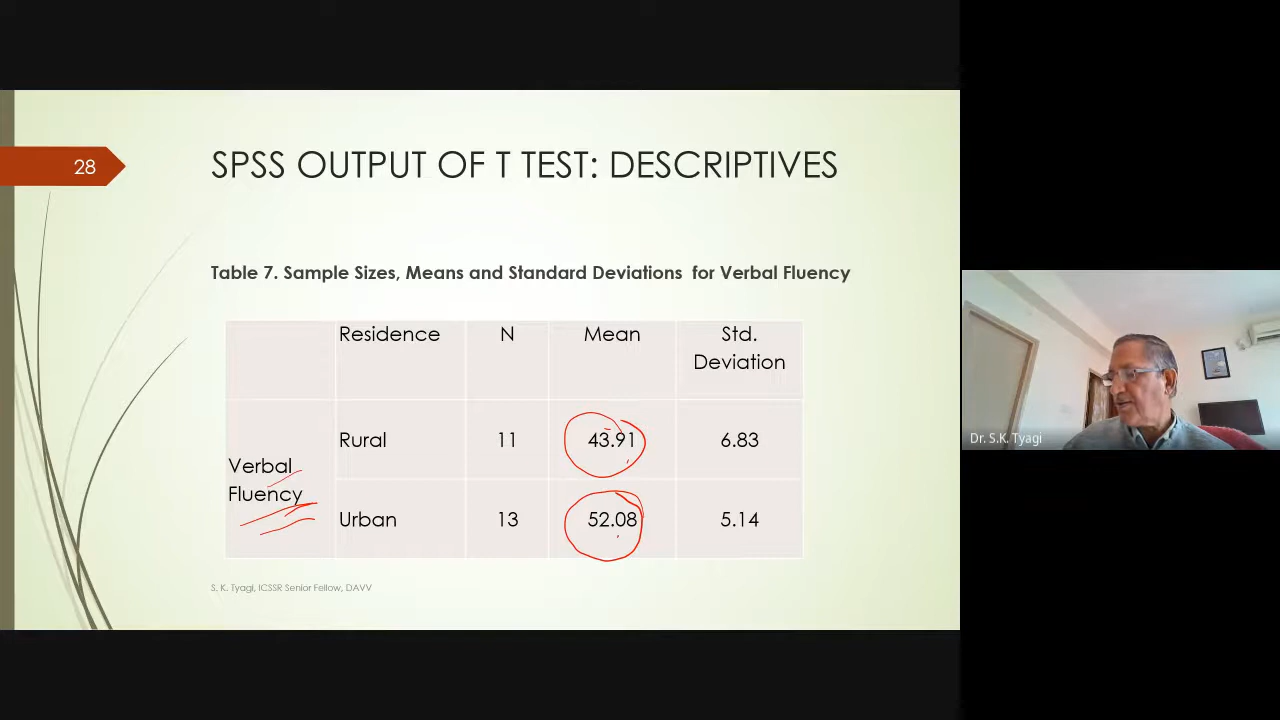 28
SPSS OUTPUT OF T TEST: DESCRIPTIVES
Table 7. Sample Sizes, Means and Standard Deviations for Verbal Fluency
Residence N Mean Std. Deviation
Verbal Fluency
Rural 11 43.91 6.83
Urban 13 52.08 5.14
S. K. Tyagi, ICSSR Senior Fellow, DAVV
Dr. S.K. Tyagi